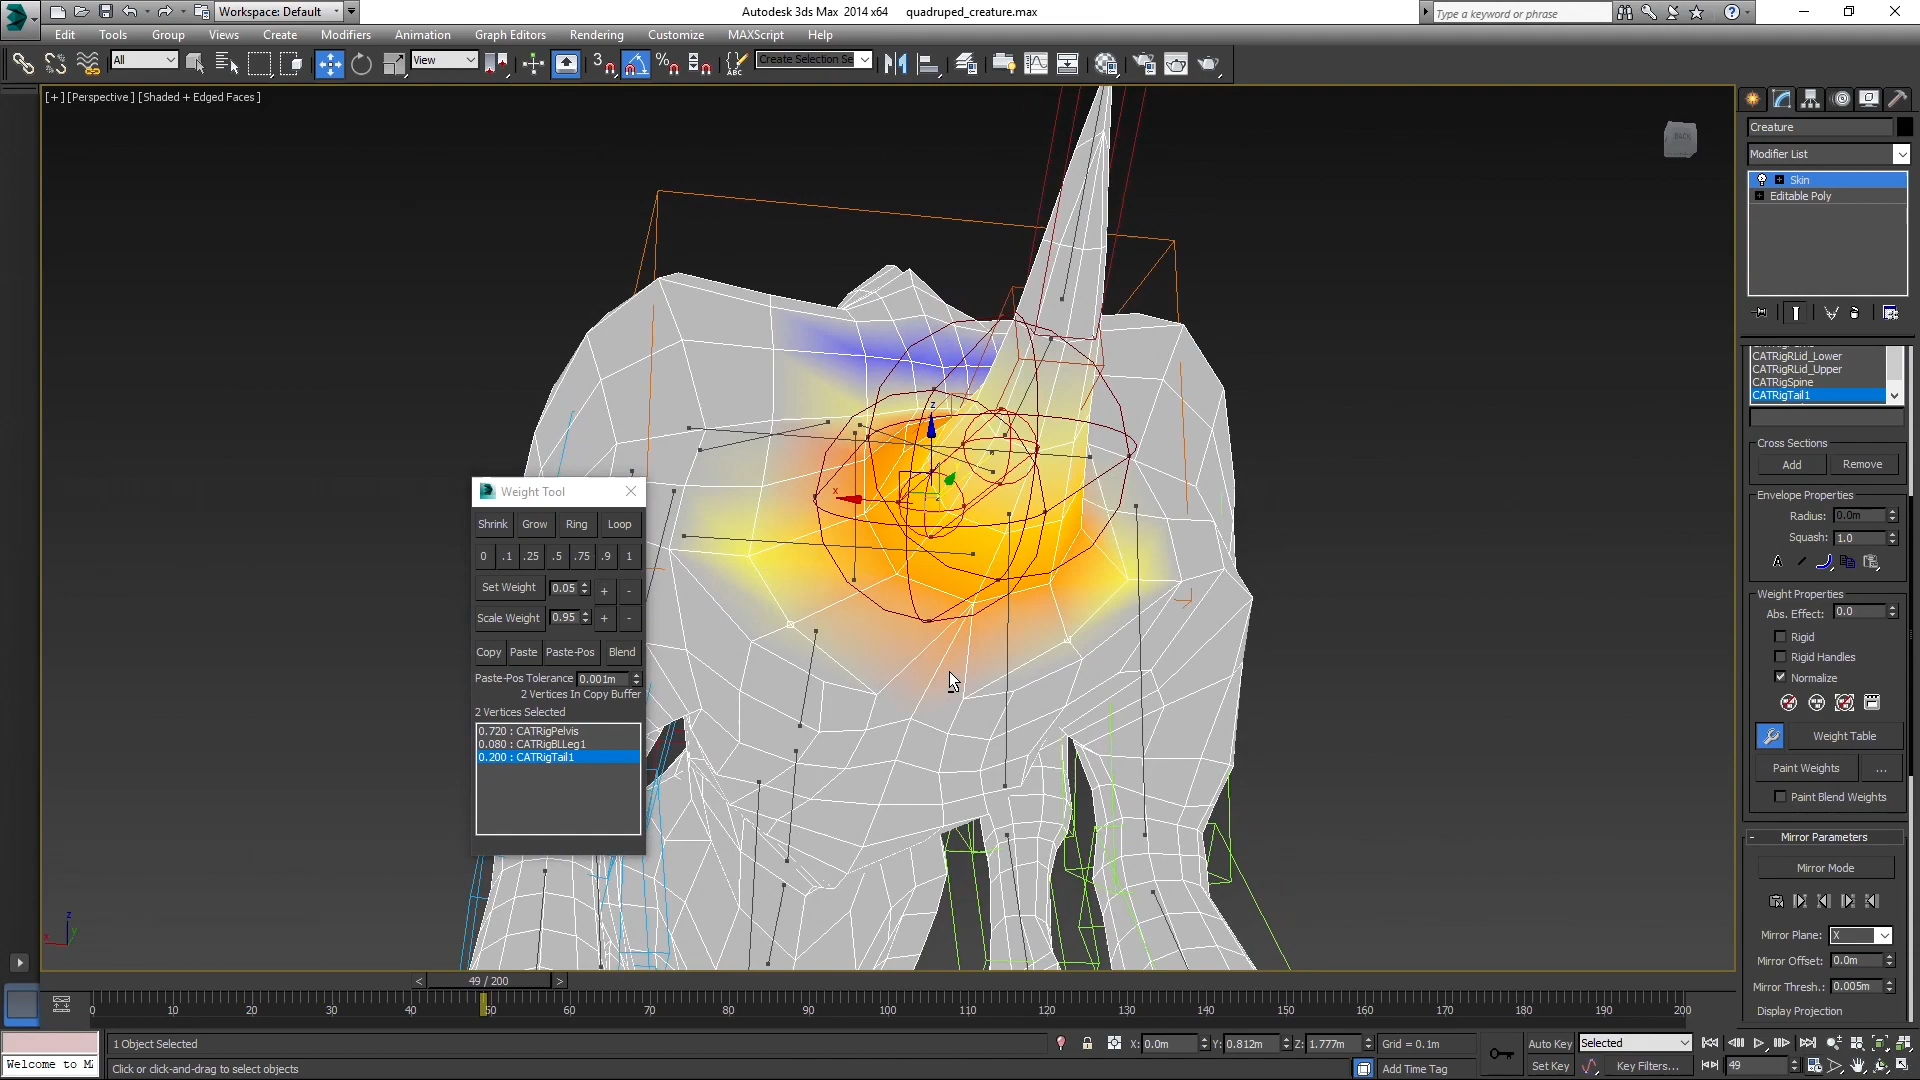 Workspace: Default
Autodesk 3ds Max 2014 x64 quadruped_creature.max
Type a keyword or phrase
Edit Tools Group Views Create Modifiers Animation Graph Editors Rendering Customize MAXScript Help
All
View
3
Create Selection Se
[+] [Perspective] [Shaded + Edged Faces]
BACK
Creature
Modifier List
Skin
Editable Poly
CATRigRLid_Lower
CATRigRLid_Upper
CATRigSpine
CATRigTail1
Cross Sections
Add Remove
Envelope Properties
Radius: 0.0m
Squash: 1.0
Weight Properties
Abs. Effect: 0.0
Rigid
Rigid Handles
Normalize
Weight Table
Paint Weights ...
Paint Blend Weights
- Mirror Parameters
Mirror Mode
Mirror Plane: X
Mirror Offset: 0.0m
Mirror Thresh.: 0.005m
Display Projection
z
x
Weight Tool
Shrink Grow Ring Loop
0 .1 .25 .5 .75 .9 1
Set Weight 0.05 + -
Scale Weight 0.95 + -
Copy Paste Paste-Pos Blend
Paste-Pos Tolerance 0.001m
2 Vertices In Copy Buffer
2 Vertices Selected
0.720 : CATRigPelvis
0.080 : CATRigBLLeg1
0.200 : CATRigTail1
z
y
x
< 49 / 200 >
0 10 20 30 40 50 60 70 80 90 100 110 120 130 140 150 160 170 180 190 200
1 Object Selected
X: 0.0m Y: 0.812m Z: 1.777m Grid = 0.1m
Auto Key Selected
Welcome to M
Click or click-and-drag to select objects
Add Time Tag
Set Key Key Filters... 49